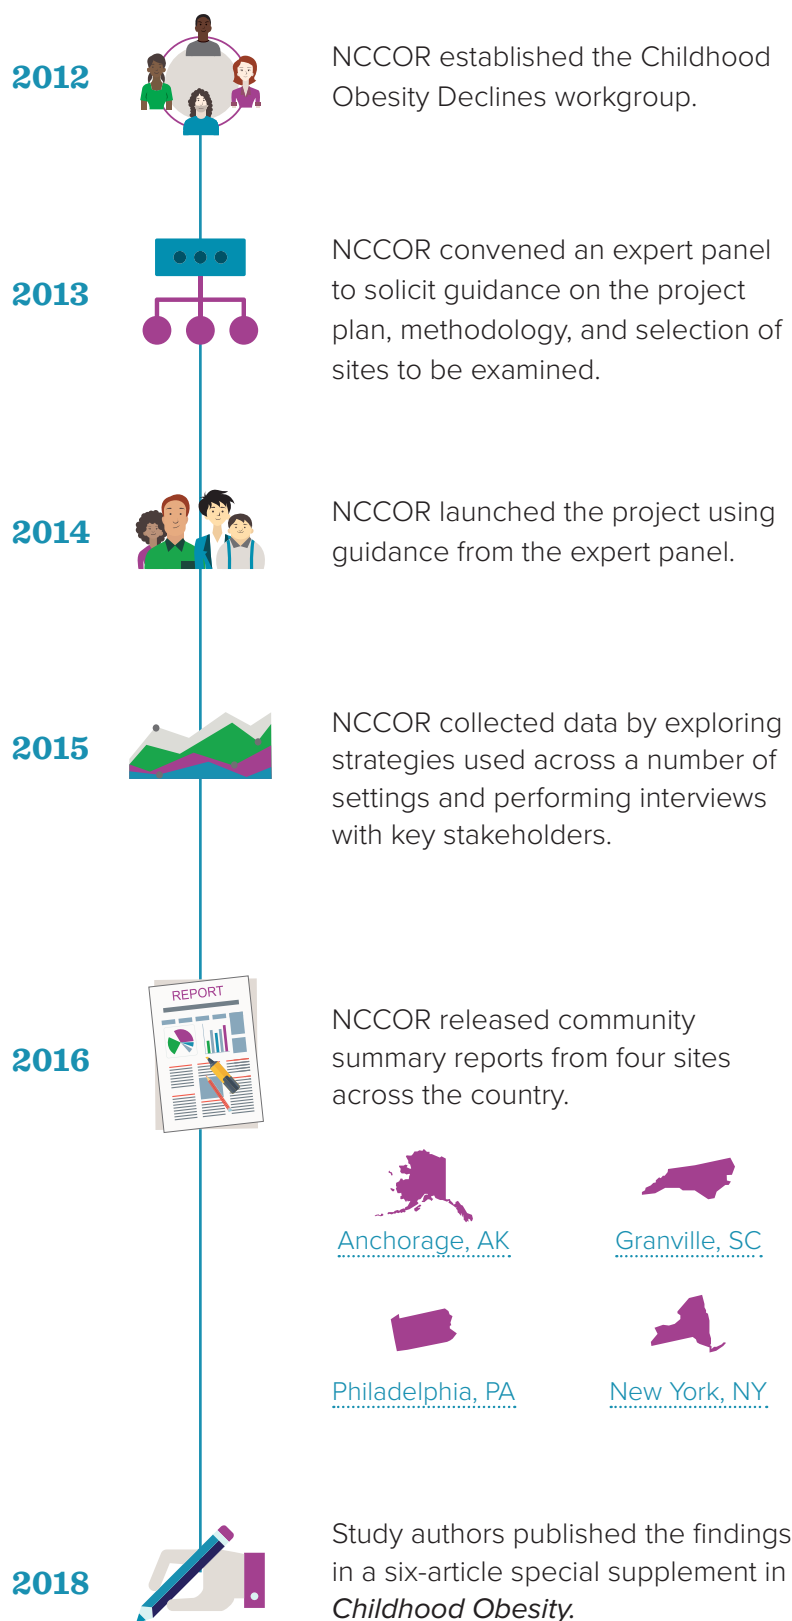 2012
NCCOR established the Childhood
Obesity Declines workgroup.
2013
NCCOR convened an expert panel
to solicit guidance on the project
plan, methodology, and selection of
sites to be examined.
2014
NCCOR launched the project using
guidance from the expert panel.
2015
NCCOR collected data by exploring
strategies used across a number of
settings and performing interviews
with key stakeholders.
2016
REPORT
NCCOR released community
summary reports from four sites
across the country.
Anchorage, AK
Granville, SC
Philadelphia, PA
New York, NY
2018
Study authors published the findings
in a six-article special supplement in
Childhood Obesity.